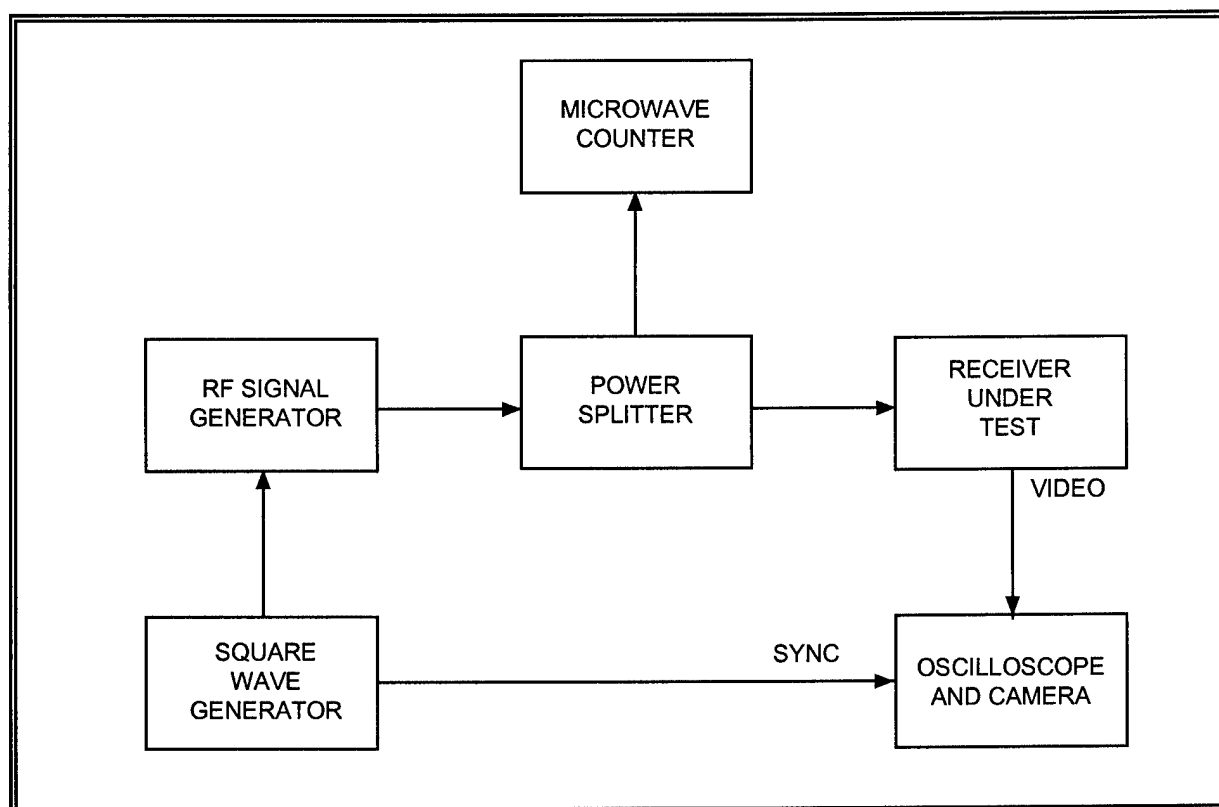 MICROWAVE
COUNTER
RF SIGNAL
GENERATOR
POWER
SPLITTER
RECEIVER
UNDER
TEST
VIDEO
SQUARE
WAVE
GENERATOR
SYNC
OSCILLOSCOPE
AND CAMERA